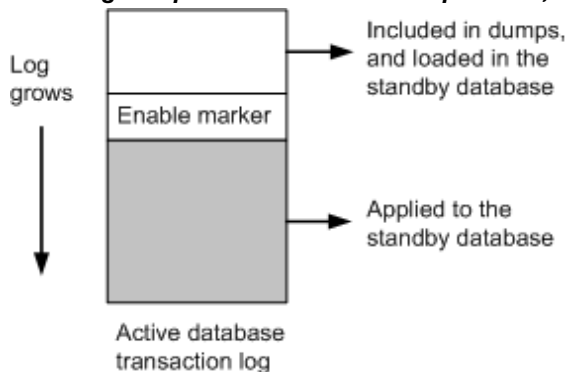 Included in dumps,
and loaded in the
standby database
Log
grows
Enable marker
Applied to the
standby database
Active database
transaction log